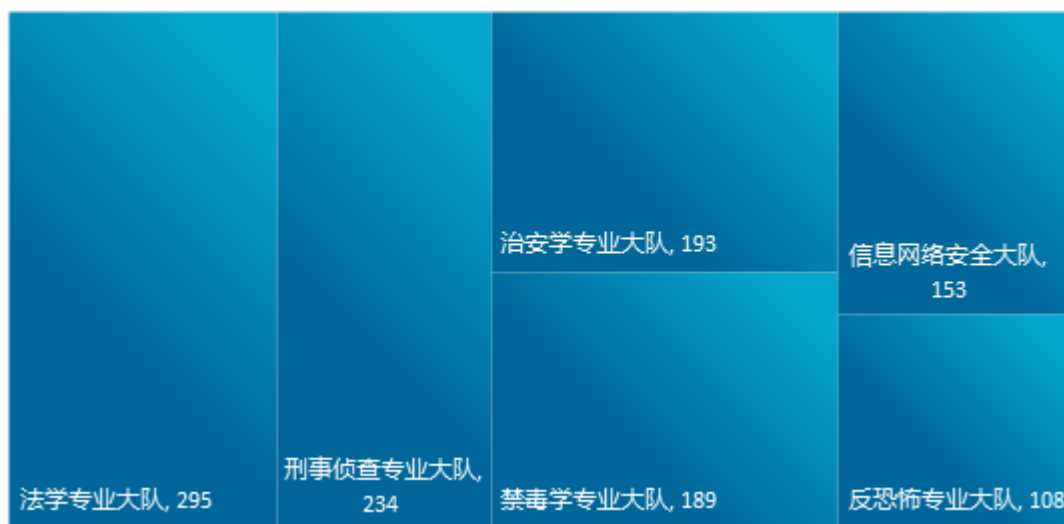 法学专业大队, 295
刑事侦查专业大队,
234
治安学专业大队, 193
禁毒学专业大队, 189
信息网络安全大队,
153
反恐怖专业大队, 108